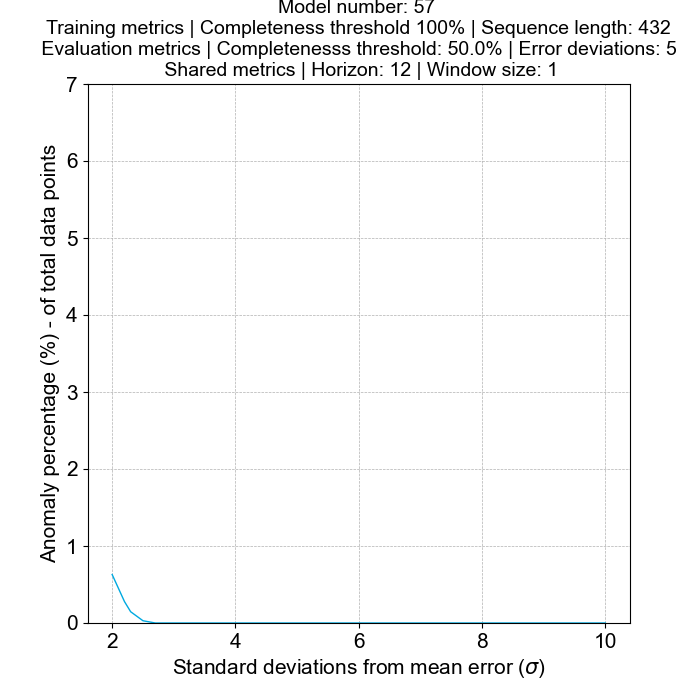 Model number: 57
Training metrics | Completeness threshold 100% | Sequence length: 432
Evaluation metrics | Completenesss threshold: 50.0% | Error deviations: 5
Shared metrics | Horizon: 12 | Window size: 1
7
6
5
4
3
2
1
0
Anomaly percentage (%) - of total data points
2 4 6 8 10
Standard deviations from mean error (σ)